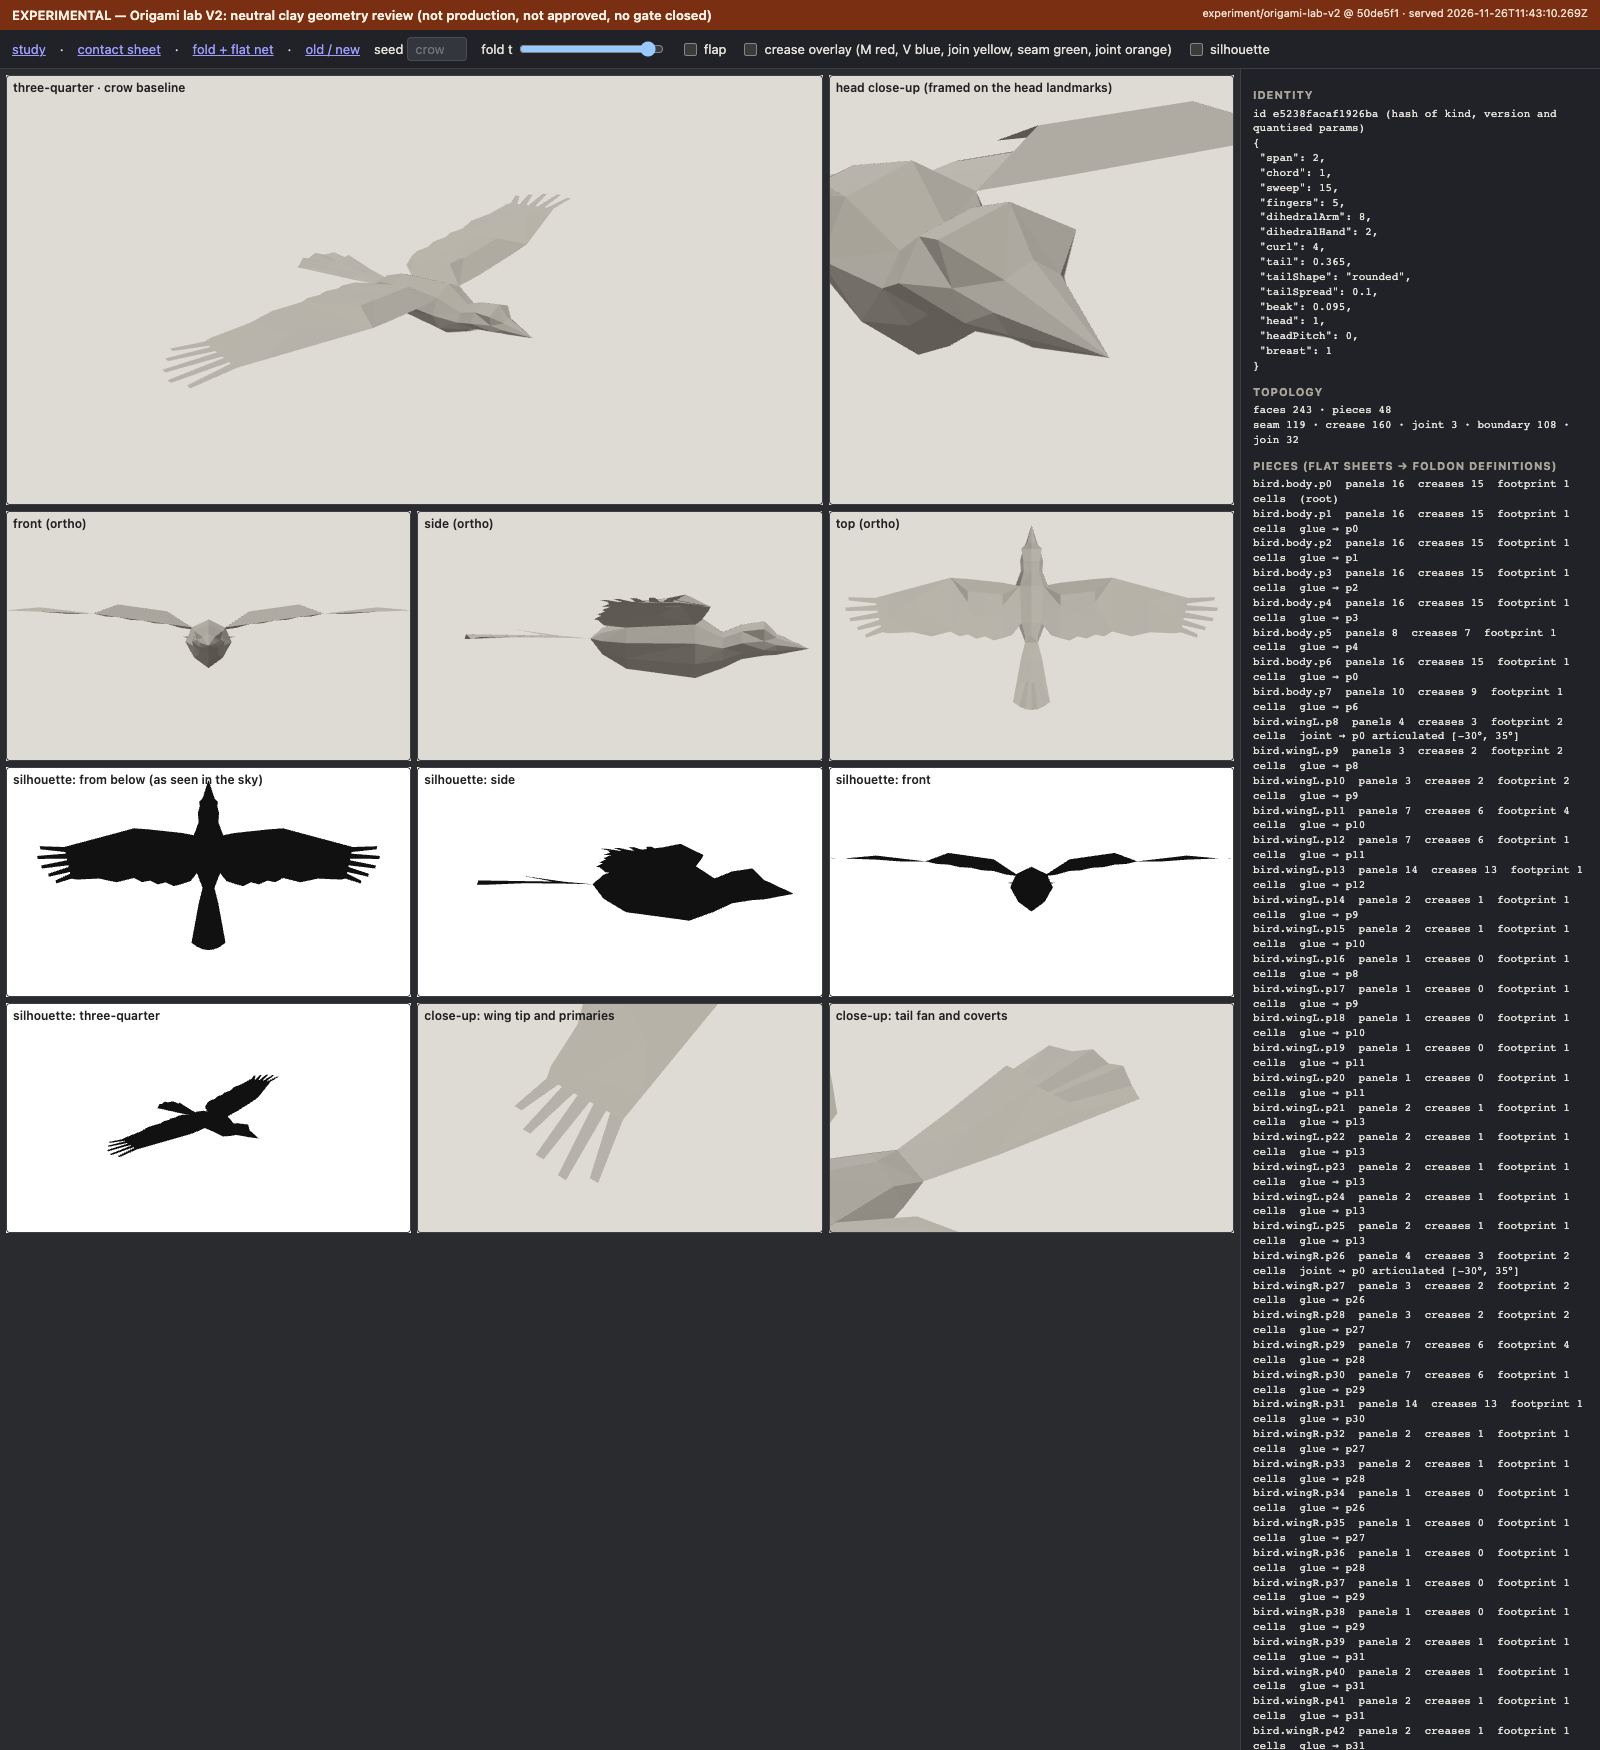 EXPERIMENTAL — Origami lab V2: neutral clay geometry review (not production, not approved, no gate closed)
experiment/origami-lab-v2 @ 50de5f1 · served 2026-11-26T11:43:10.269Z
study · contact sheet · fold + flat net · old / new seed crow fold t flap crease overlay (M red, V blue, join yellow, seam green, joint orange) silhouette
three-quarter · crow baseline
head close-up (framed on the head landmarks)
front (ortho)
side (ortho)
top (ortho)
silhouette: from below (as seen in the sky)
silhouette: side
silhouette: front
silhouette: three-quarter
close-up: wing tip and primaries
close-up: tail fan and coverts
IDENTITY
id e5238facaf1926ba (hash of kind, version and
quantised params)
{
"span": 2,
"chord": 1,
"sweep": 15,
"fingers": 5,
"dihedralArm": 8,
"dihedralHand": 2,
"curl": 4,
"tail": 0.365,
"tailShape": "rounded",
"tailSpread": 0.1,
"beak": 0.095,
"head": 1,
"headPitch": 0,
"breast": 1
}
TOPOLOGY
faces 243 · pieces 48
seam 119 · crease 160 · joint 3 · boundary 108 ·
join 32
PIECES (FLAT SHEETS → FOLDON DEFINITIONS)
bird.body.p0 panels 16 creases 15 footprint 1
cells (root)
bird.body.p1 panels 16 creases 15 footprint 1
cells glue → p0
bird.body.p2 panels 16 creases 15 footprint 1
cells glue → p1
bird.body.p3 panels 16 creases 15 footprint 1
cells glue → p2
bird.body.p4 panels 16 creases 15 footprint 1
cells glue → p3
bird.body.p5 panels 8 creases 7 footprint 1
cells glue → p4
bird.body.p6 panels 16 creases 15 footprint 1
cells glue → p0
bird.body.p7 panels 10 creases 9 footprint 1
cells glue → p6
bird.wingL.p8 panels 4 creases 3 footprint 2
cells joint → p0 articulated [−30°, 35°]
bird.wingL.p9 panels 3 creases 2 footprint 2
cells glue → p8
bird.wingL.p10 panels 3 creases 2 footprint 2
cells glue → p9
bird.wingL.p11 panels 7 creases 6 footprint 4
cells glue → p10
bird.wingL.p12 panels 7 creases 6 footprint 1
cells glue → p11
bird.wingL.p13 panels 14 creases 13 footprint 1
cells glue → p12
bird.wingL.p14 panels 2 creases 1 footprint 1
cells glue → p9
bird.wingL.p15 panels 2 creases 1 footprint 1
cells glue → p10
bird.wingL.p16 panels 1 creases 0 footprint 1
cells glue → p8
bird.wingL.p17 panels 1 creases 0 footprint 1
cells glue → p9
bird.wingL.p18 panels 1 creases 0 footprint 1
cells glue → p10
bird.wingL.p19 panels 1 creases 0 footprint 1
cells glue → p11
bird.wingL.p20 panels 1 creases 0 footprint 1
cells glue → p11
bird.wingL.p21 panels 2 creases 1 footprint 1
cells glue → p13
bird.wingL.p22 panels 2 creases 1 footprint 1
cells glue → p13
bird.wingL.p23 panels 2 creases 1 footprint 1
cells glue → p13
bird.wingL.p24 panels 2 creases 1 footprint 1
cells glue → p13
bird.wingL.p25 panels 2 creases 1 footprint 1
cells glue → p13
bird.wingR.p26 panels 4 creases 3 footprint 2
cells joint → p0 articulated [−30°, 35°]
bird.wingR.p27 panels 3 creases 2 footprint 2
cells glue → p26
bird.wingR.p28 panels 3 creases 2 footprint 2
cells glue → p27
bird.wingR.p29 panels 7 creases 6 footprint 4
cells glue → p28
bird.wingR.p30 panels 7 creases 6 footprint 1
cells glue → p29
bird.wingR.p31 panels 14 creases 13 footprint 1
cells glue → p30
bird.wingR.p32 panels 2 creases 1 footprint 1
cells glue → p27
bird.wingR.p33 panels 2 creases 1 footprint 1
cells glue → p28
bird.wingR.p34 panels 1 creases 0 footprint 1
cells glue → p26
bird.wingR.p35 panels 1 creases 0 footprint 1
cells glue → p27
bird.wingR.p36 panels 1 creases 0 footprint 1
cells glue → p28
bird.wingR.p37 panels 1 creases 0 footprint 1
cells glue → p29
bird.wingR.p38 panels 1 creases 0 footprint 1
cells glue → p29
bird.wingR.p39 panels 2 creases 1 footprint 1
cells glue → p31
bird.wingR.p40 panels 2 creases 1 footprint 1
cells glue → p31
bird.wingR.p41 panels 2 creases 1 footprint 1
cells glue → p31
bird.wingR.p42 panels 2 creases 1 footprint 1
cells glue → p31